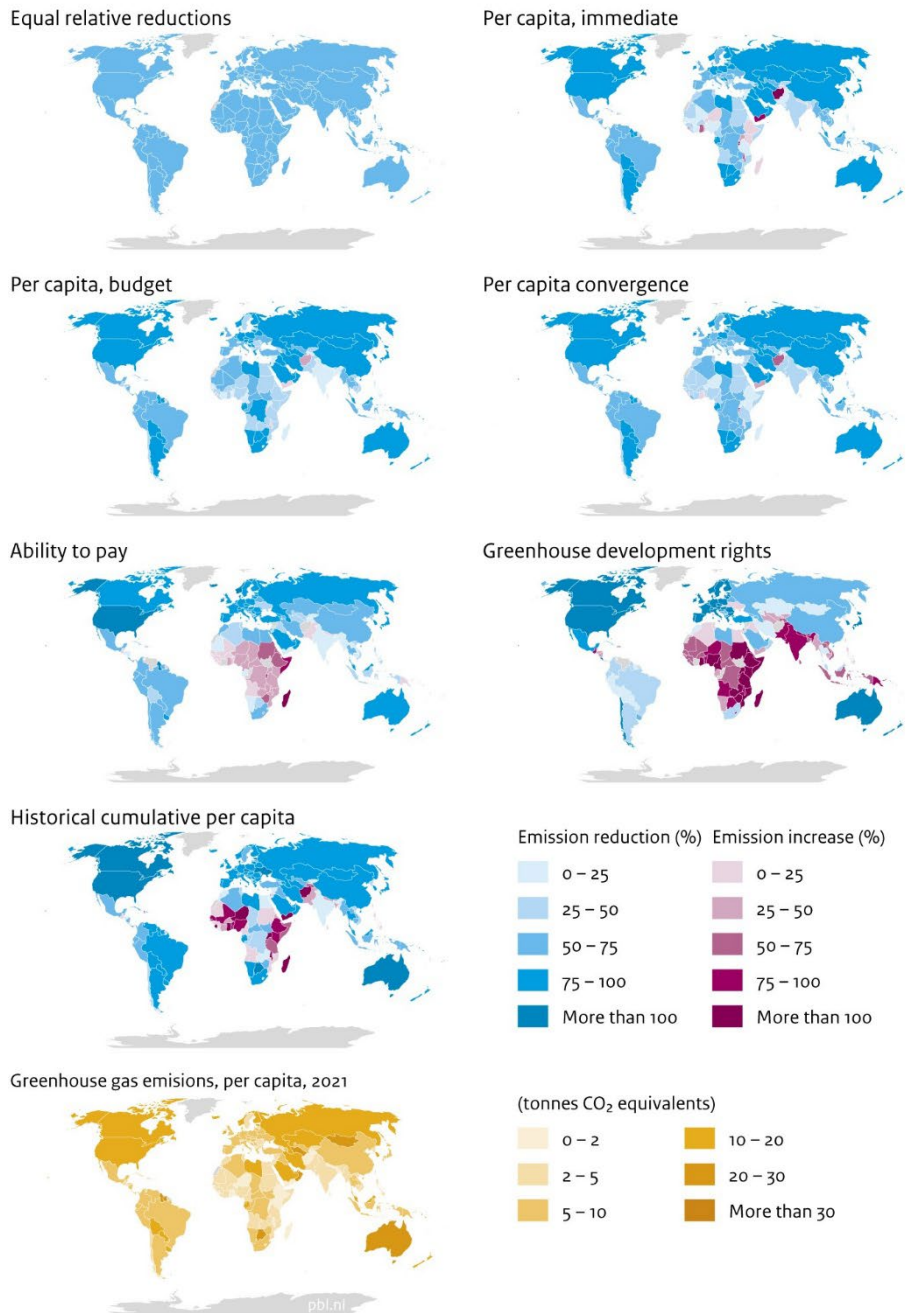 Equal relative reductions
Per capita, immediate
Per capita, budget
Per capita convergence
Ability to pay
Greenhouse development rights
Historical cumulative per capita
Emission reduction (%)
0 – 25
25 – 50
50 – 75
75 – 100
More than 100
Emission increase (%)
0 – 25
25 – 50
50 – 75
75 – 100
More than 100
Greenhouse gas emisions, per capita, 2021
(tonnes CO₂ equivalents)
0 – 2
2 – 5
5 – 10
10 – 20
20 – 30
More than 30
pbl.nl